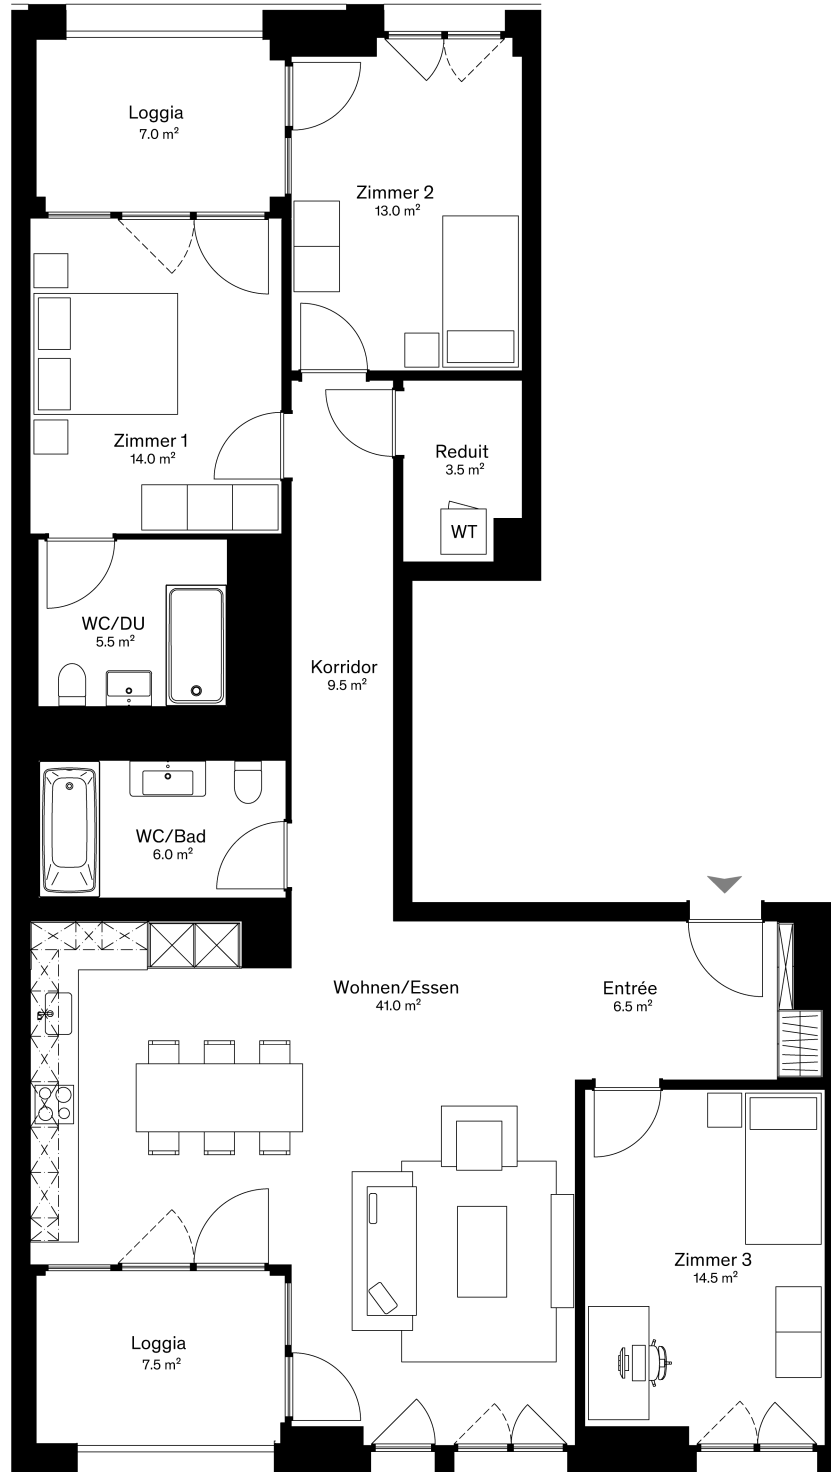 Loggia
7.0 m²
Zimmer 2
13.0 m²
Zimmer 1
14.0 m²
Reduit
3.5 m²
WT
WC/DU
5.5 m²
Korridor
9.5 m²
WC/Bad
6.0 m²
Wohnen/Essen
41.0 m²
Entrée
6.5 m²
Zimmer 3
14.5 m²
Loggia
7.5 m²